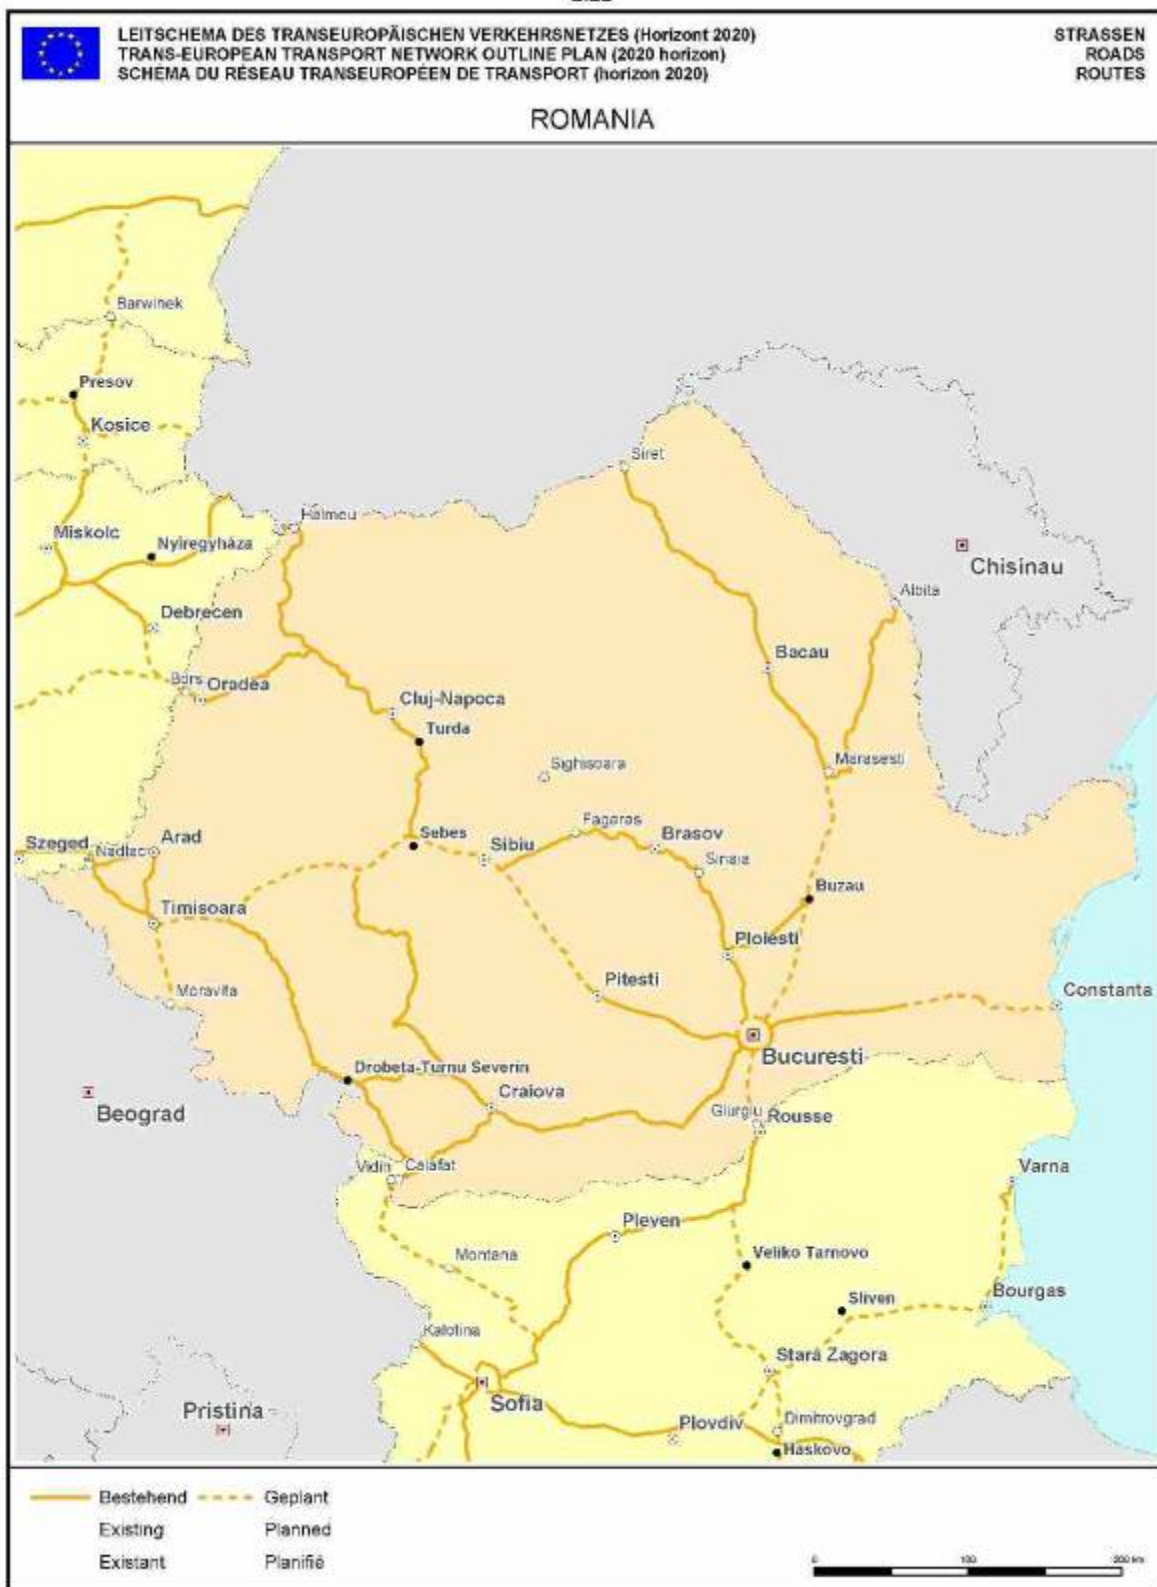 LEITSCHEMA DES TRANSEUROPÄISCHEN VERKEHRSNETZES (Horizont 2020)
TRANS-EUROPEAN TRANSPORT NETWORK OUTLINE PLAN (2020 horizon)
SCHÉMA DU RÉSEAU TRANSEUROPÉEN DE TRANSPORT (horizon 2020)
STRASSEN
ROADS
ROUTES
ROMANIA
Barwinek
Presov
Kosice
Siret
Halmeu
Miskolc
Nyíregyháza
Chisinau
Albita
Debrecen
Bacau
Bors
Oradea
Cluj-Napoca
Turda
Marasesti
Sighisoara
Fagaras
Szeged
Nadlac
Arad
Sebes
Sibiu
Brasov
Sinaia
Buzau
Timisoara
Ploiesti
Pitesti
Moravita
Constanta
Bucuresti
Drobeta-Turnu Severin
Craiova
Beograd
Giurgiu
Rousse
Vidin
Calafat
Varna
Pleven
Montana
Veliko Tarnovo
Sliven
Bourgas
Kalotina
Stará Zagora
Sofia
Pristina
Plovdiv
Dimitrovgrad
Haskovo
Bestehend
Geplant
Existing
Planned
Existant
Planifié
0
100
200 km